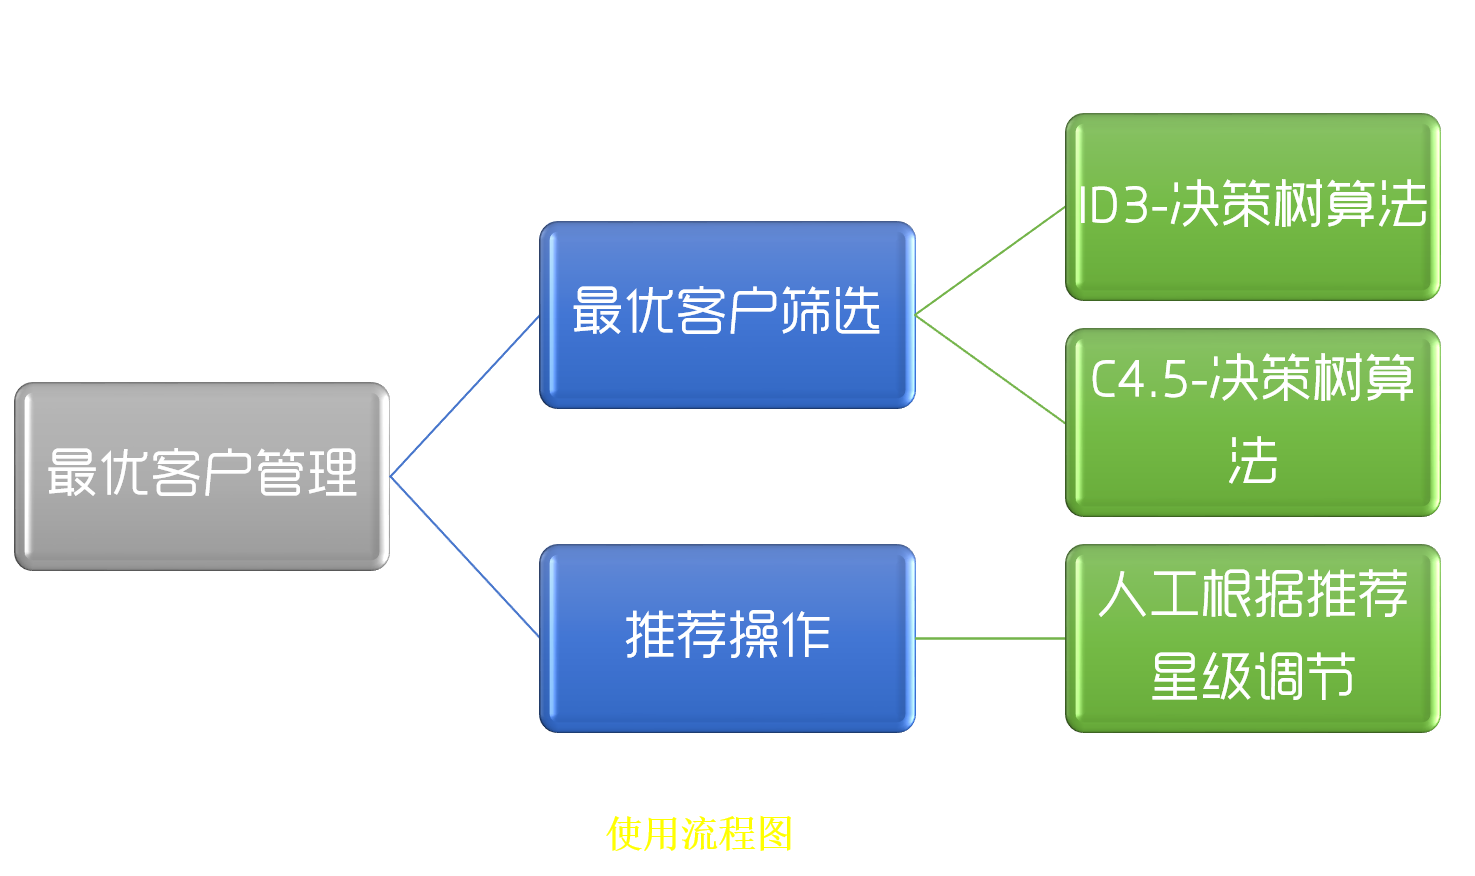 最优客户管理
最优客户筛选
ID3-决策树算法
C4.5-决策树算
法
推荐操作
人工根据推荐
星级调节
使用流程图